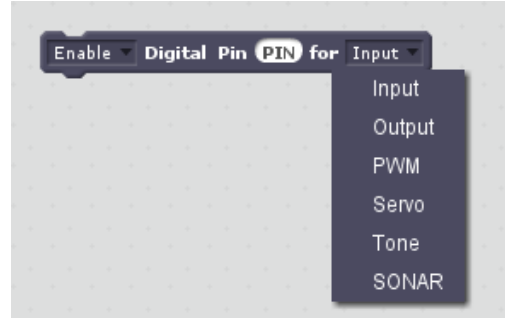 Enable Digital Pin PIN for Input
Input
Output
PWM
Servo
Tone
SONAR